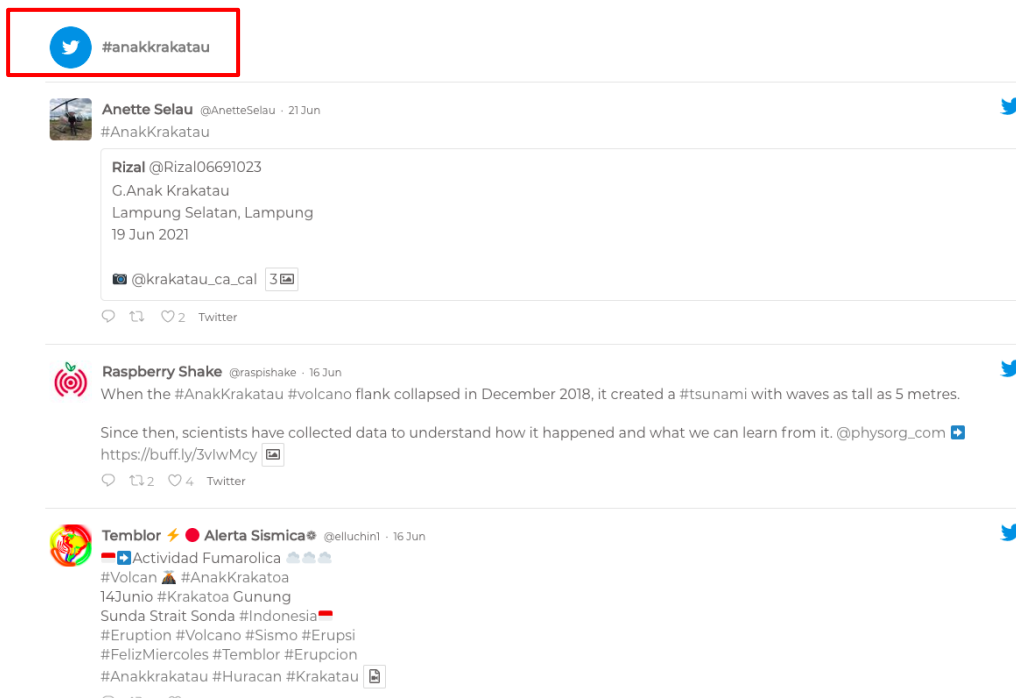 #anakkrakatau
Anette Selau @AnetteSelau · 21 Jun
#AnakKrakatau
Rizal @Rizal06691023
G.Anak Krakatau
Lampung Selatan, Lampung
19 Jun 2021
@krakatau_ca_cal 3
2 Twitter
Raspberry Shake @raspishake · 16 Jun
When the #AnakKrakatau #volcano flank collapsed in December 2018, it created a #tsunami with waves as tall as 5 metres.
Since then, scientists have collected data to understand how it happened and what we can learn from it. @physorg_com ➡
https://buff.ly/3vIwMcy
2 4 Twitter
Temblor ⚡ 🔴 Alerta Sismica❁ @elluchin1 · 16 Jun
🇮🇩➡Actividad Fumarolica ☁☁☁
#Volcan 🌋 #AnakKrakatoa
14Junio #Krakatoa Gunung
Sunda Strait Sonda #Indonesia🇮🇩
#Eruption #Volcano #Sismo #Erupsi
#FelizMiercoles #Temblor #Erupcion
#Anakkrakatau #Huracan #Krakatau